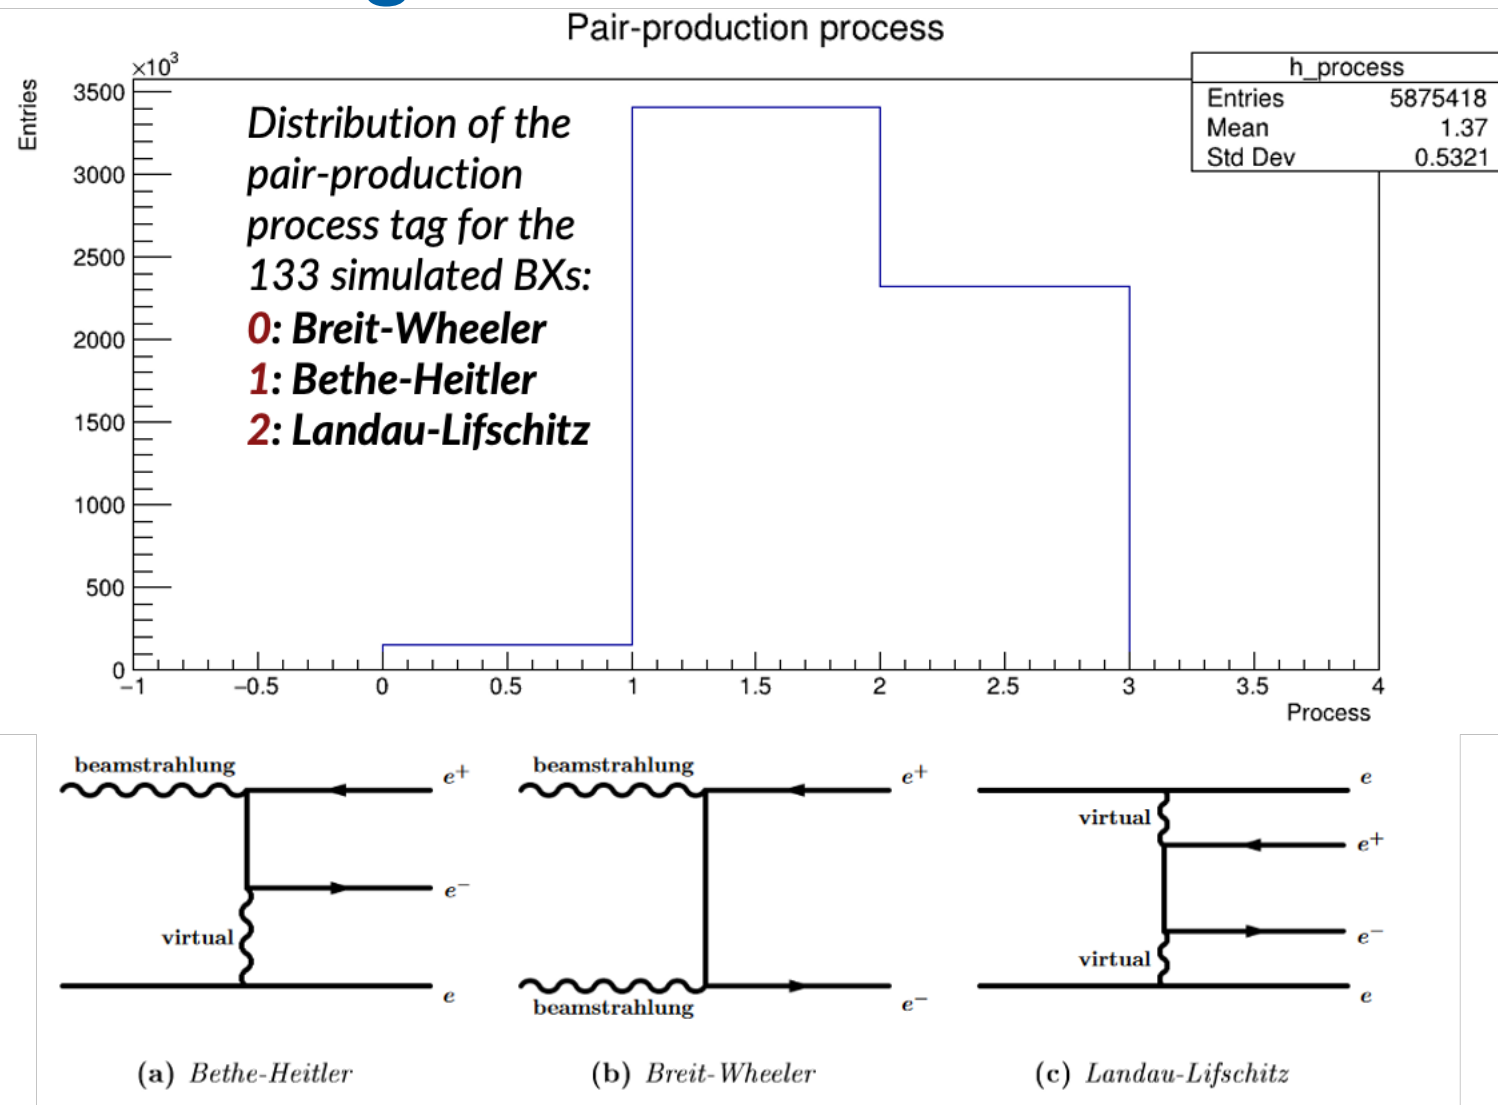 Pair-production process
×10³
h_process
Entries 5875418
Mean 1.37
Std Dev 0.5321
Entries
3500
3000
2500
2000
1500
1000
500
0
Distribution of the
pair-production
process tag for the
133 simulated BXs:
0: Breit-Wheeler
1: Bethe-Heitler
2: Landau-Lifschitz
−1 −0.5 0 0.5 1 1.5 2 2.5 3 3.5 4
Process
beamstrahlung
e⁺
e⁻
virtual
e
(a) Bethe-Heitler
beamstrahlung
e⁺
beamstrahlung
e⁻
(b) Breit-Wheeler
e
virtual
e⁺
e⁻
virtual
e
(c) Landau-Lifschitz